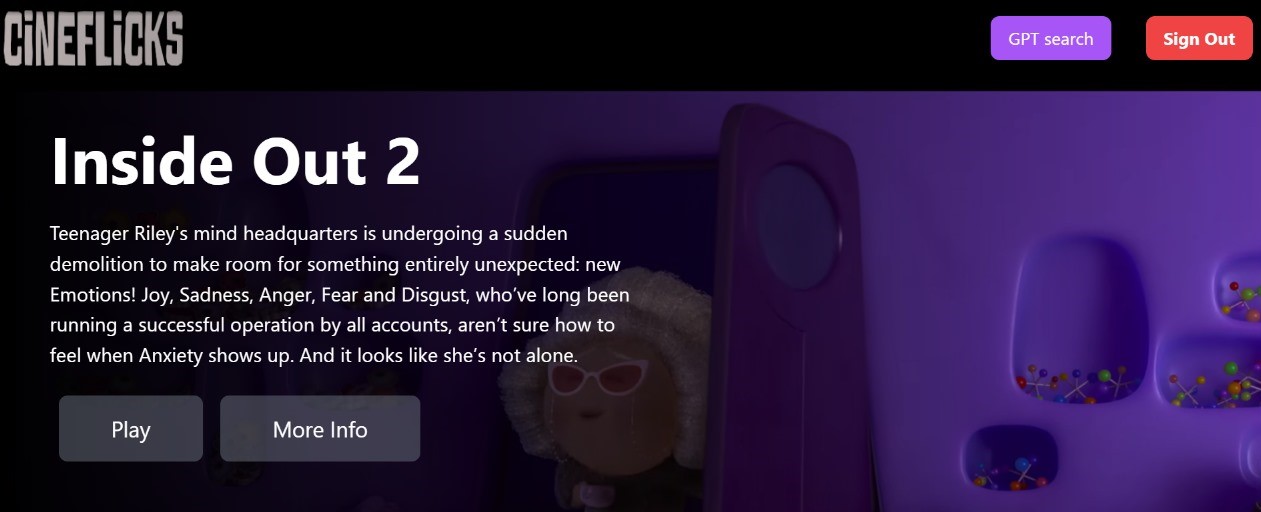 CiNEFLiCKS
GPT search
Sign Out
Inside Out 2
Teenager Riley's mind headquarters is undergoing a sudden
demolition to make room for something entirely unexpected: new
Emotions! Joy, Sadness, Anger, Fear and Disgust, who’ve long been
running a successful operation by all accounts, aren’t sure how to
feel when Anxiety shows up. And it looks like she’s not alone.
Play
More Info